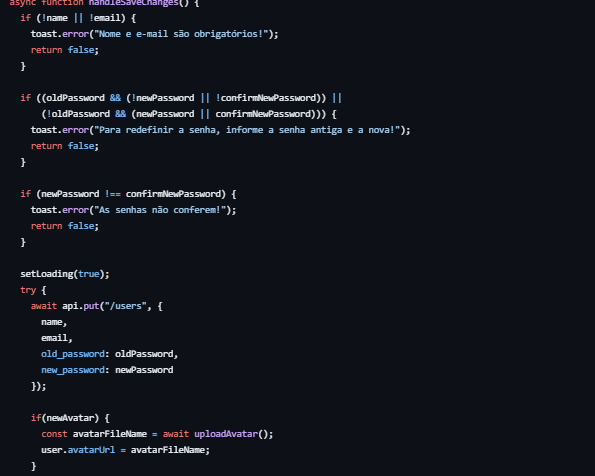 async function handleSaveChanges() {
if (!name || !email) {
toast.error("Nome e e-mail são obrigatórios!");
return false;
}
if ((oldPassword && (!newPassword || !confirmNewPassword)) ||
(!oldPassword && (newPassword || confirmNewPassword))) {
toast.error("Para redefinir a senha, informe a senha antiga e a nova!");
return false;
}
if (newPassword !== confirmNewPassword) {
toast.error("As senhas não conferem!");
return false;
}
setLoading(true);
try {
await api.put("/users", {
name,
email,
old_password: oldPassword,
new_password: newPassword
});
if(newAvatar) {
const avatarFileName = await uploadAvatar();
user.avatarUrl = avatarFileName;
}